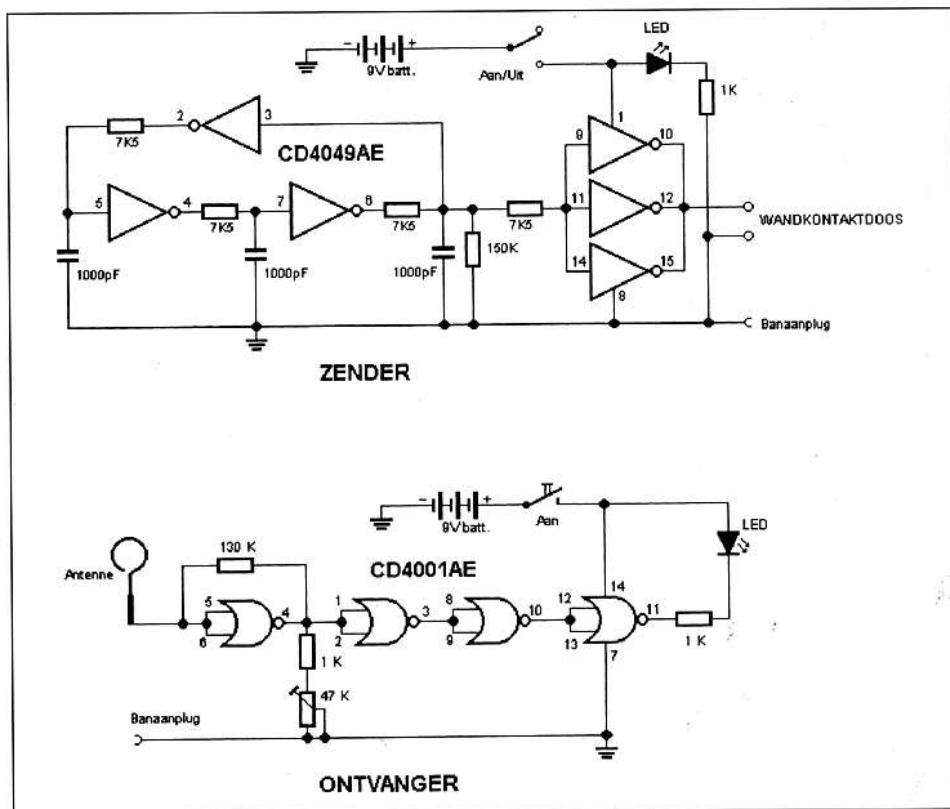 LED
- +
9V batt.
Aan/Uit
1K
2 3
7K5
CD4049AE
1
9 10
5 4 7 6 11 12
7K5 7K5 7K5
WANDKONTAKTDOOS
1000pF 1000pF 1000pF 150K
14 15
8
Banaanplug
ZENDER
- +
9V batt.
Aan
LED
130 K
CD4001AE
Antenne
14
5 4 1 8 12 11
3 10
6 2 9 13
1 K
1 K
7
47 K
Banaanplug
ONTVANGER